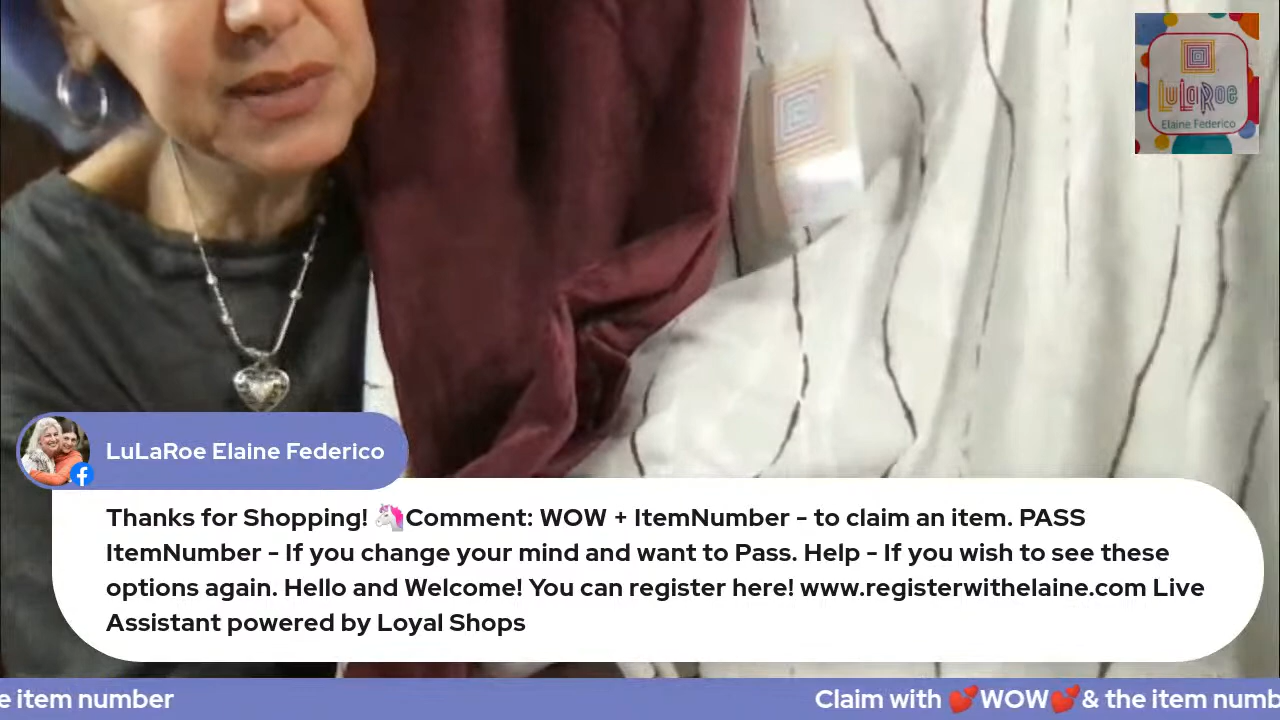 LuLaRoe
Elaine Federico
LuLaRoe Elaine Federico
Thanks for Shopping! 🦄Comment: WOW + ItemNumber - to claim an item. PASS
ItemNumber - If you change your mind and want to Pass. Help - If you wish to see these
options again. Hello and Welcome! You can register here! www.registerwithelaine.com Live
Assistant powered by Loyal Shops
e item number
Claim with 💕WOW💕& the item numb